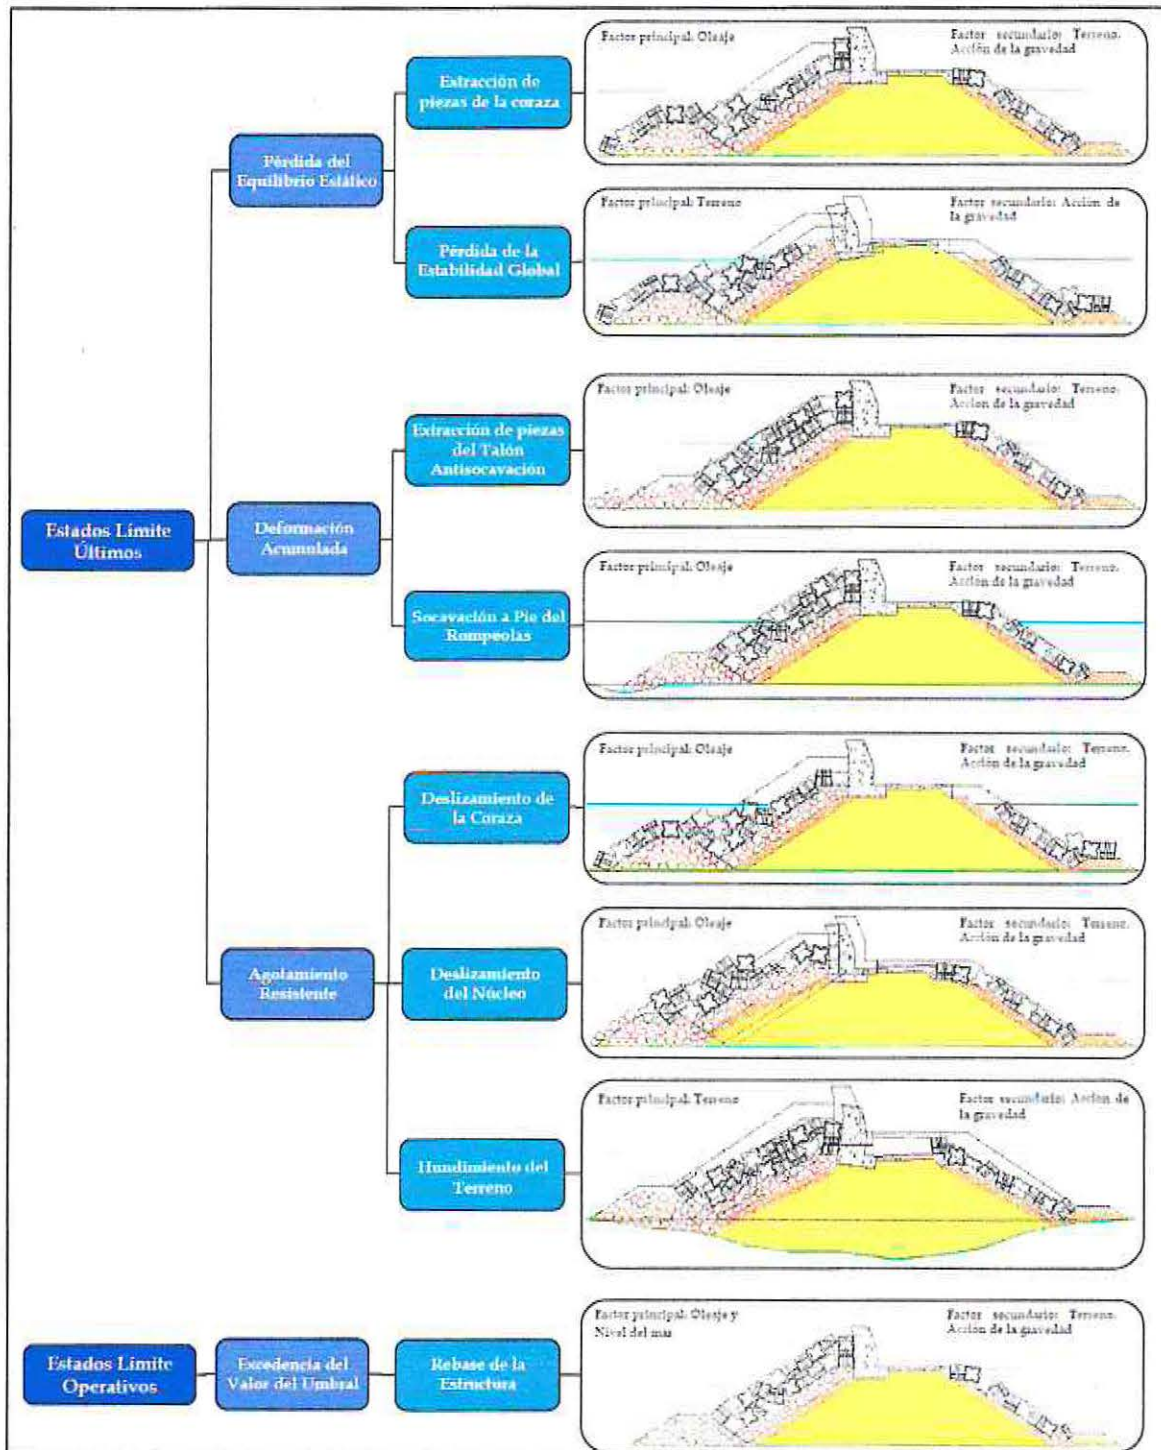 Factor principal: Oleaje
Factor secundario: Terreno.
Acción de la gravedad
Extracción de
piezas de la coraza
Pérdida del
Equilibrio Estático
Factor principal: Terreno
Factor secundario: Acción de
la gravedad
Pérdida de la
Estabilidad Global
Factor principal: Oleaje
Factor secundario: Terreno.
Acción de la gravedad
Extracción de piezas
del Talón
Antisocavación
Estados Límite
Últimos
Deformación
Acumulada
Factor principal: Oleaje
Factor secundario: Terreno.
Acción de la gravedad
Socavación a Pie del
Rompeolas
Factor principal: Oleaje
Factor secundario: Terreno.
Acción de la gravedad
Deslizamiento de
la Coraza
Factor principal: Oleaje
Factor secundario: Terreno.
Acción de la gravedad
Agotamiento
Resistente
Deslizamiento
del Núcleo
Factor principal: Terreno
Factor secundario: Acción de
la gravedad
Hundimiento del
Terreno
Factor principal: Oleaje y
Nivel del mar
Factor secundario: Terreno.
Acción de la gravedad
Estados Límite
Operativos
Excedencia del
Valor del Umbral
Rebase de la
Estructura